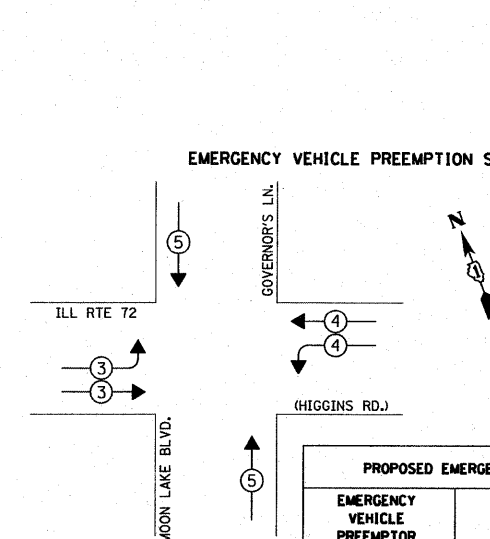 EMERGENCY VEHICLE PREEMPTION S
N
GOVERNOR'S LN.
5
1
ILL RTE 72
4
4
3
3
(HIGGINS RD.)
MOON LAKE BLVD.
5
PROPOSED EMERGE
EMERGENCY
VEHICLE
PREEMPTOR